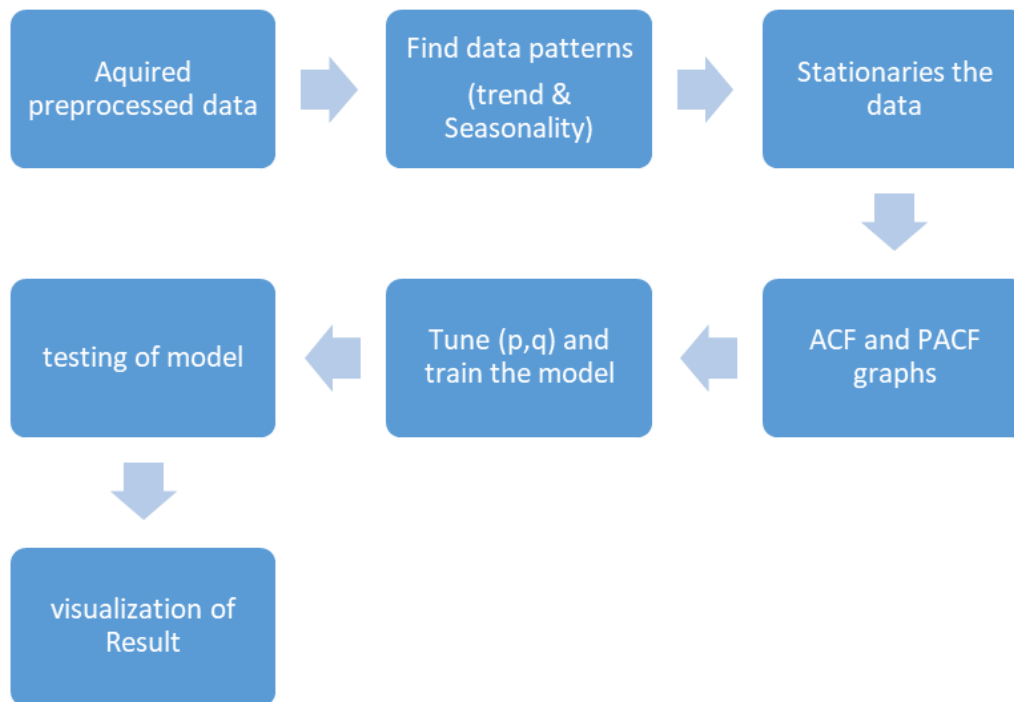 Aquired
preprocessed data
Find data patterns
(trend &
Seasonality)
Stationaries the
data
ACF and PACF
graphs
Tune (p,q) and
train the model
testing of model
visualization of
Result